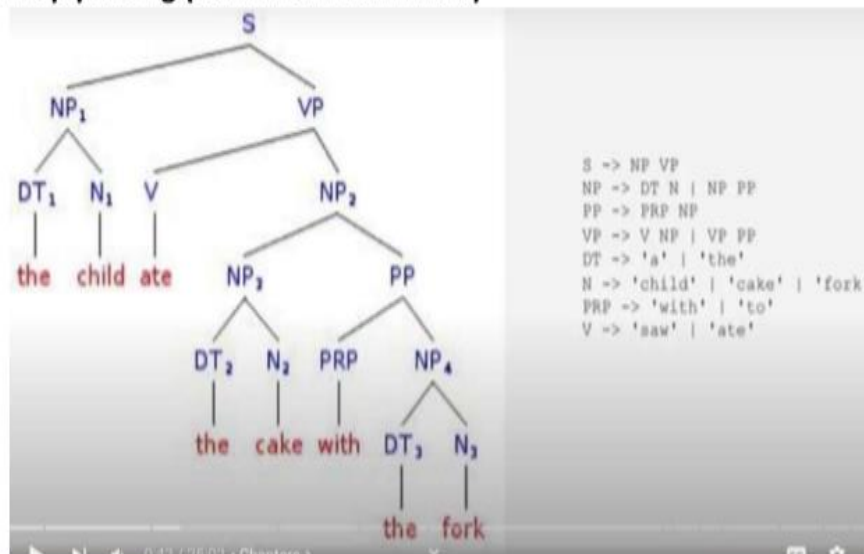 S
NP₁ VP
DT₁ N₁ V NP₂
the child ate NP₃ PP
DT₂ N₂ PRP NP₄
the cake with DT₃ N₃
the fork
S -> NP VP
NP -> DT N | NP PP
PP -> PRP NP
VP -> V NP | VP PP
DT -> 'a' | 'the'
N -> 'child' | 'cake' | 'fork
PRP -> 'with' | 'to'
V -> 'saw' | 'ate'